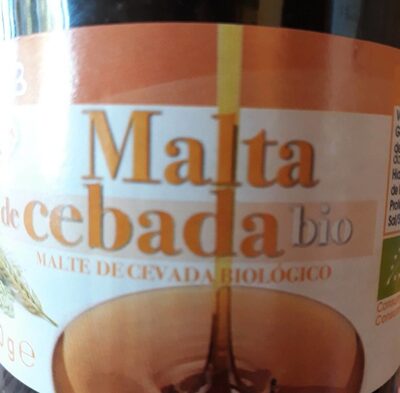 Malta
de cebada bio
MALTE DE CEVADA BIOLÓGICO
g e